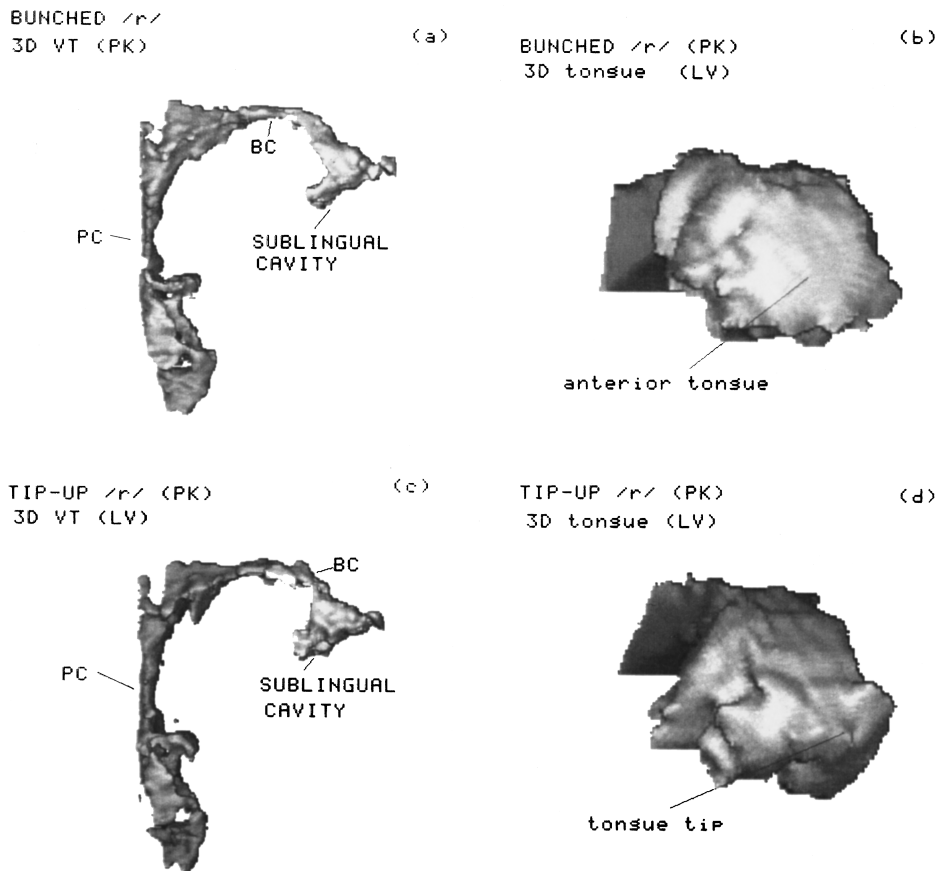 BUNCHED /r/
3D VT (PK)
(a)
BC
PC
SUBLINGUAL
CAVITY
BUNCHED /r/ (PK)
3D tongue (LV)
(b)
anterior tongue
TIP-UP /r/ (PK)
3D VT (LV)
(c)
BC
PC
SUBLINGUAL
CAVITY
TIP-UP /r/ (PK)
3D tongue (LV)
(d)
tongue tip